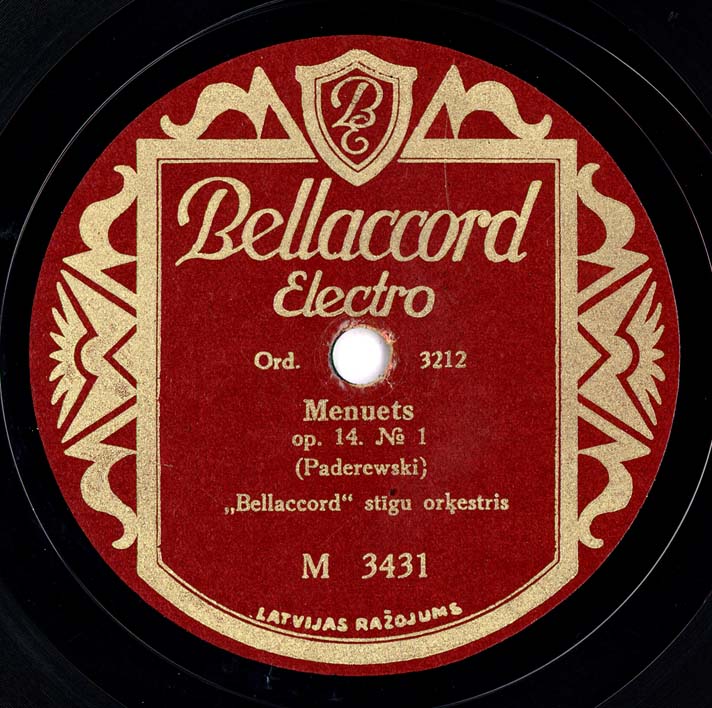 BE
Bellaccord
Electro
Ord. 3212
Menuets
op. 14. № 1
(Paderewski)
„Bellaccord“ stīgu orķestris
M 3431
LATVIJAS RAŽOJUMS